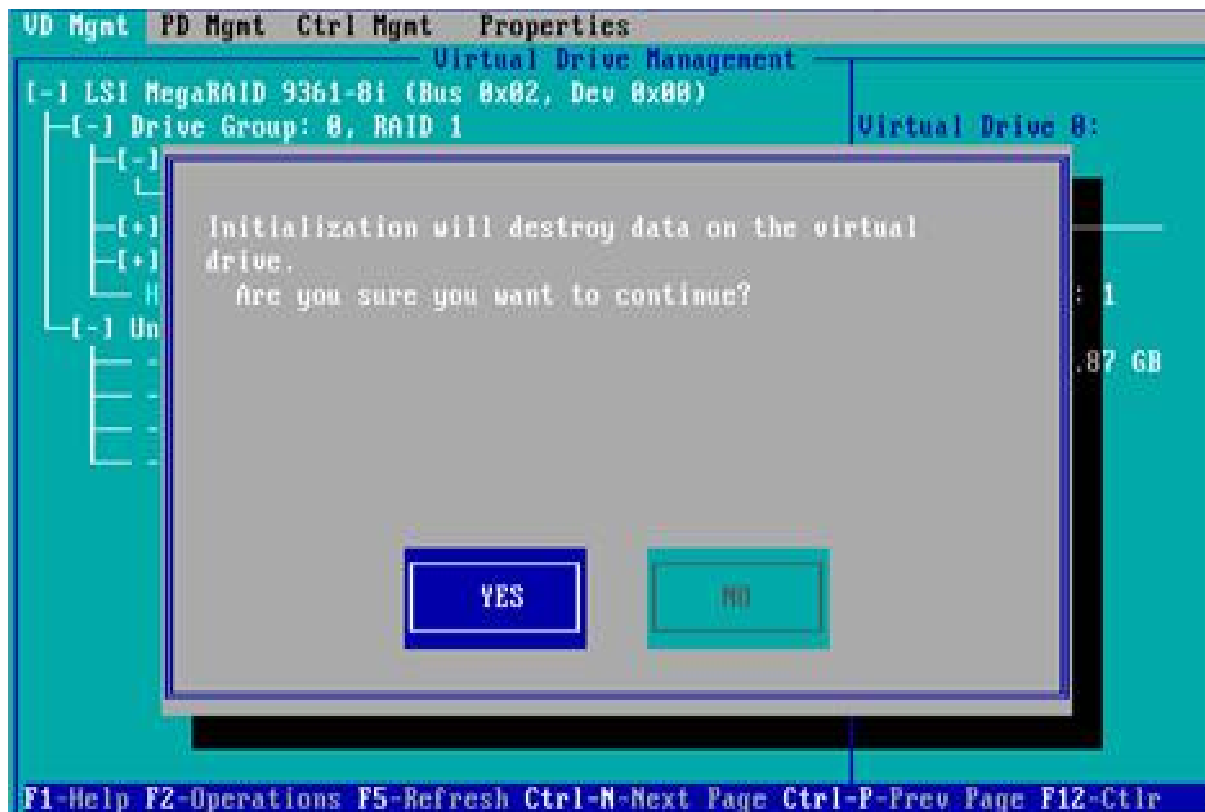 VD Mgmt PD Mgmt Ctrl Mgmt Properties
Virtual Drive Management
[-] LSI MegaRAID 9361-8i (Bus 0x02, Dev 0x00)
[-] Drive Group: 0, RAID 1
Virtual Drive 0:
[-]
[+]
[+]
H
: 1
[-] Un
.87 GB
Initialization will destroy data on the virtual
drive.
Are you sure you want to continue?
YES NO
F1-Help F2-Operations F5-Refresh Ctrl-N-Next Page Ctrl-P-Prev Page F12-Ctlr